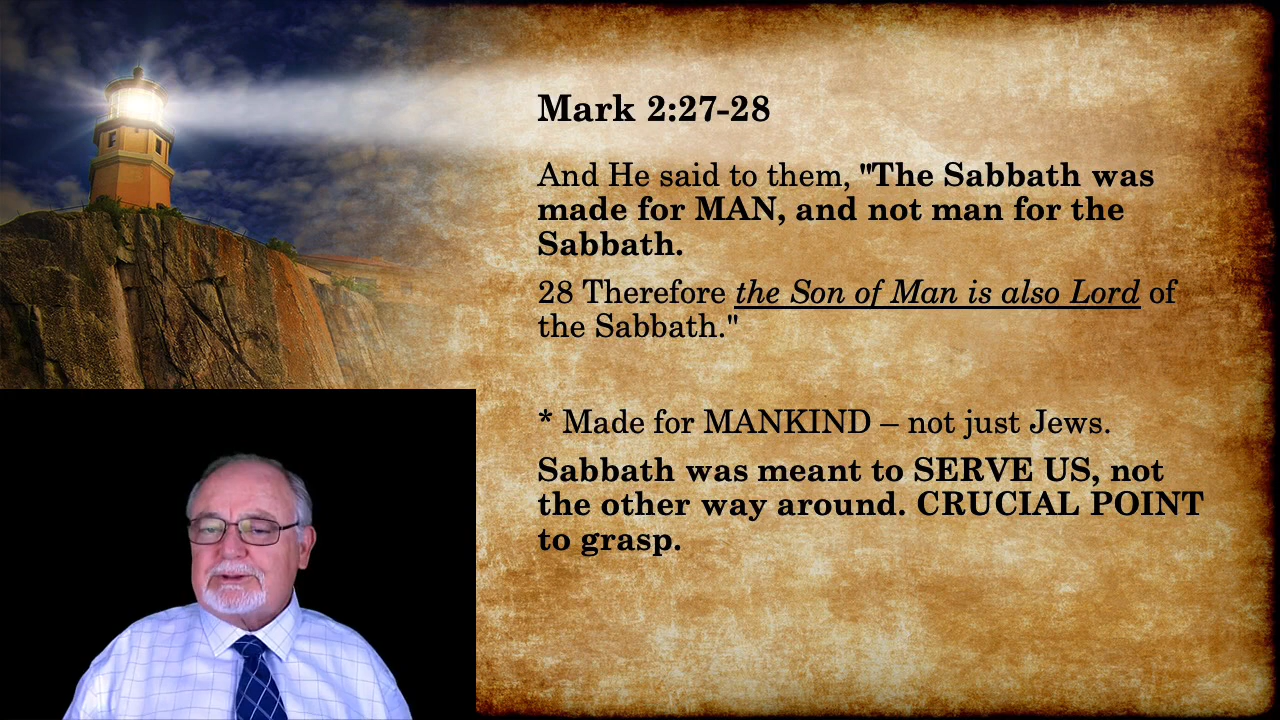 Mark 2:27-28
And He said to them, "The Sabbath was
made for MAN, and not man for the
Sabbath.
28 Therefore the Son of Man is also Lord of
the Sabbath."
* Made for MANKIND – not just Jews.
Sabbath was meant to SERVE US, not
the other way around. CRUCIAL POINT
to grasp.